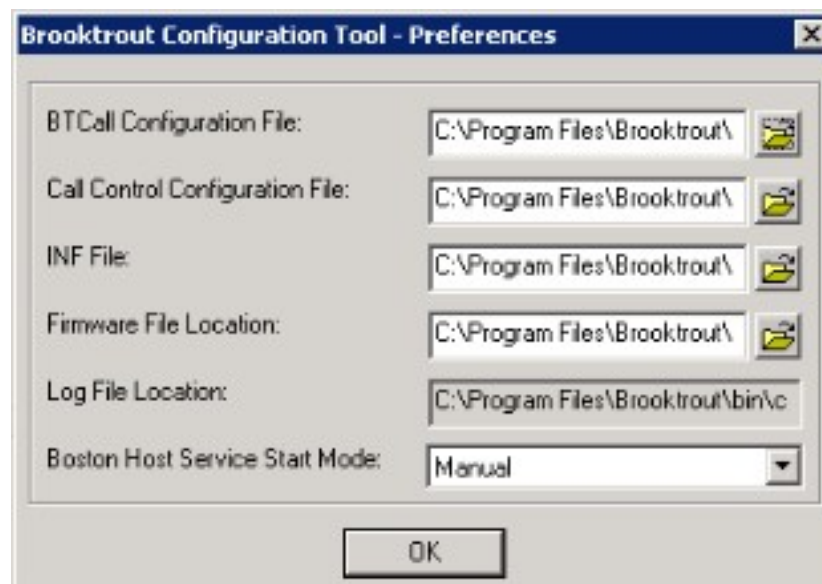 Brooktrout Configuration Tool - Preferences
BTCall Configuration File: C:\Program Files\Brooktrout\
Call Control Configuration File: C:\Program Files\Brooktrout\
INF File: C:\Program Files\Brooktrout\
Firmware File Location: C:\Program Files\Brooktrout\
Log File Location: C:\Program Files\Brooktrout\bin\c
Boston Host Service Start Mode: Manual
OK